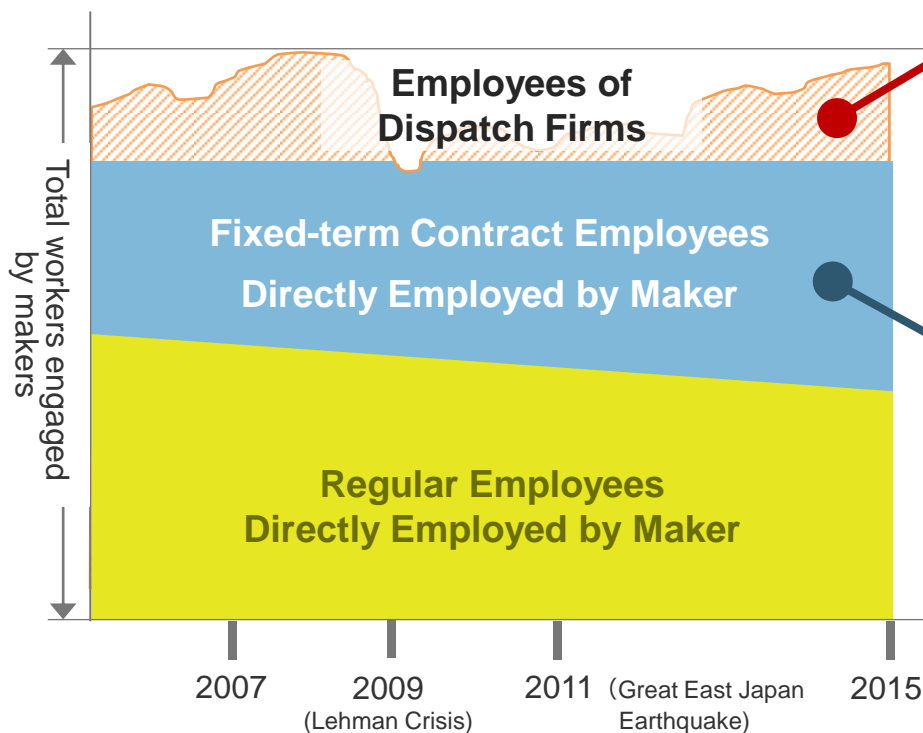 Employees of
Dispatch Firms
Total workers engaged
by makers
Fixed-term Contract Employees
Directly Employed by Maker
Regular Employees
Directly Employed by Maker
2007
2009
(Lehman Crisis)
2011
（Great East Japan
Earthquake)
2015